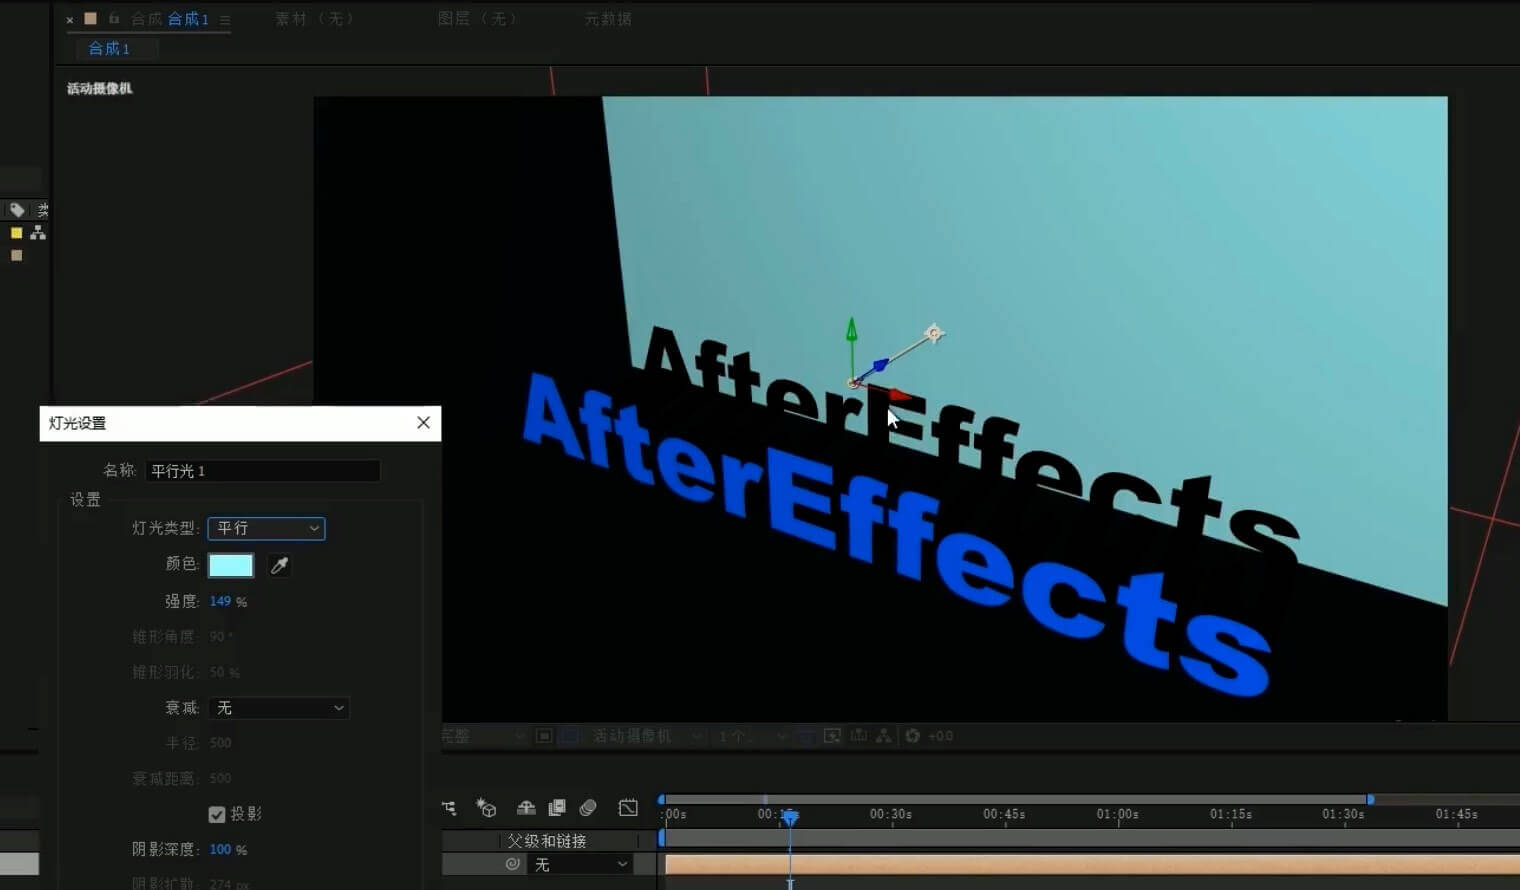 × 合成 合成1 ☰
素材 （无）
图层 （无）
元数据
合成1
活动摄像机
类
AfterEffects
AfterEffects
灯光设置
名称: 平行光 1
设置
灯光类型: 平行
颜色:
强度: 149 %
锥形角度: 90 °
锥形羽化: 50 %
衰减: 无
半径: 500
衰减距离: 500
投影
阴影深度: 100 %
阴影扩散: 274 px
完整 活动摄像机 1个... +0.0
:00s 00:15s 00:30s 00:45s 01:00s 01:15s 01:30s 01:45s
父级和链接
无